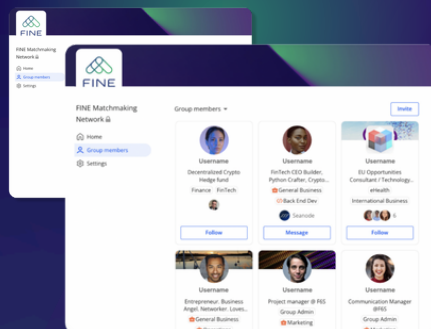 FINE
FINE Matchmaking
Network
Home
Group members
Settings
FINE
FINE Matchmaking
Network
Home
Group members
Settings
Group members
Invite
Username
Decentralized Crypto
Hedge fund
Finance FinTech
Follow
Username
FinTech CEO Builder,
Python Crafter, Crypto...
General Business
Back End Dev
Seanode
Message
Username
EU Opportunities
Consultant / Technology...
eHealth
International Business
6
Follow
Username
Entrepreneur. Business
Angel. Networker. Loves...
General Business
Username
Project manager @ F6S
Group Admin
Marketing
Username
Communication Manager
@F6S
Group Admin
Marketing